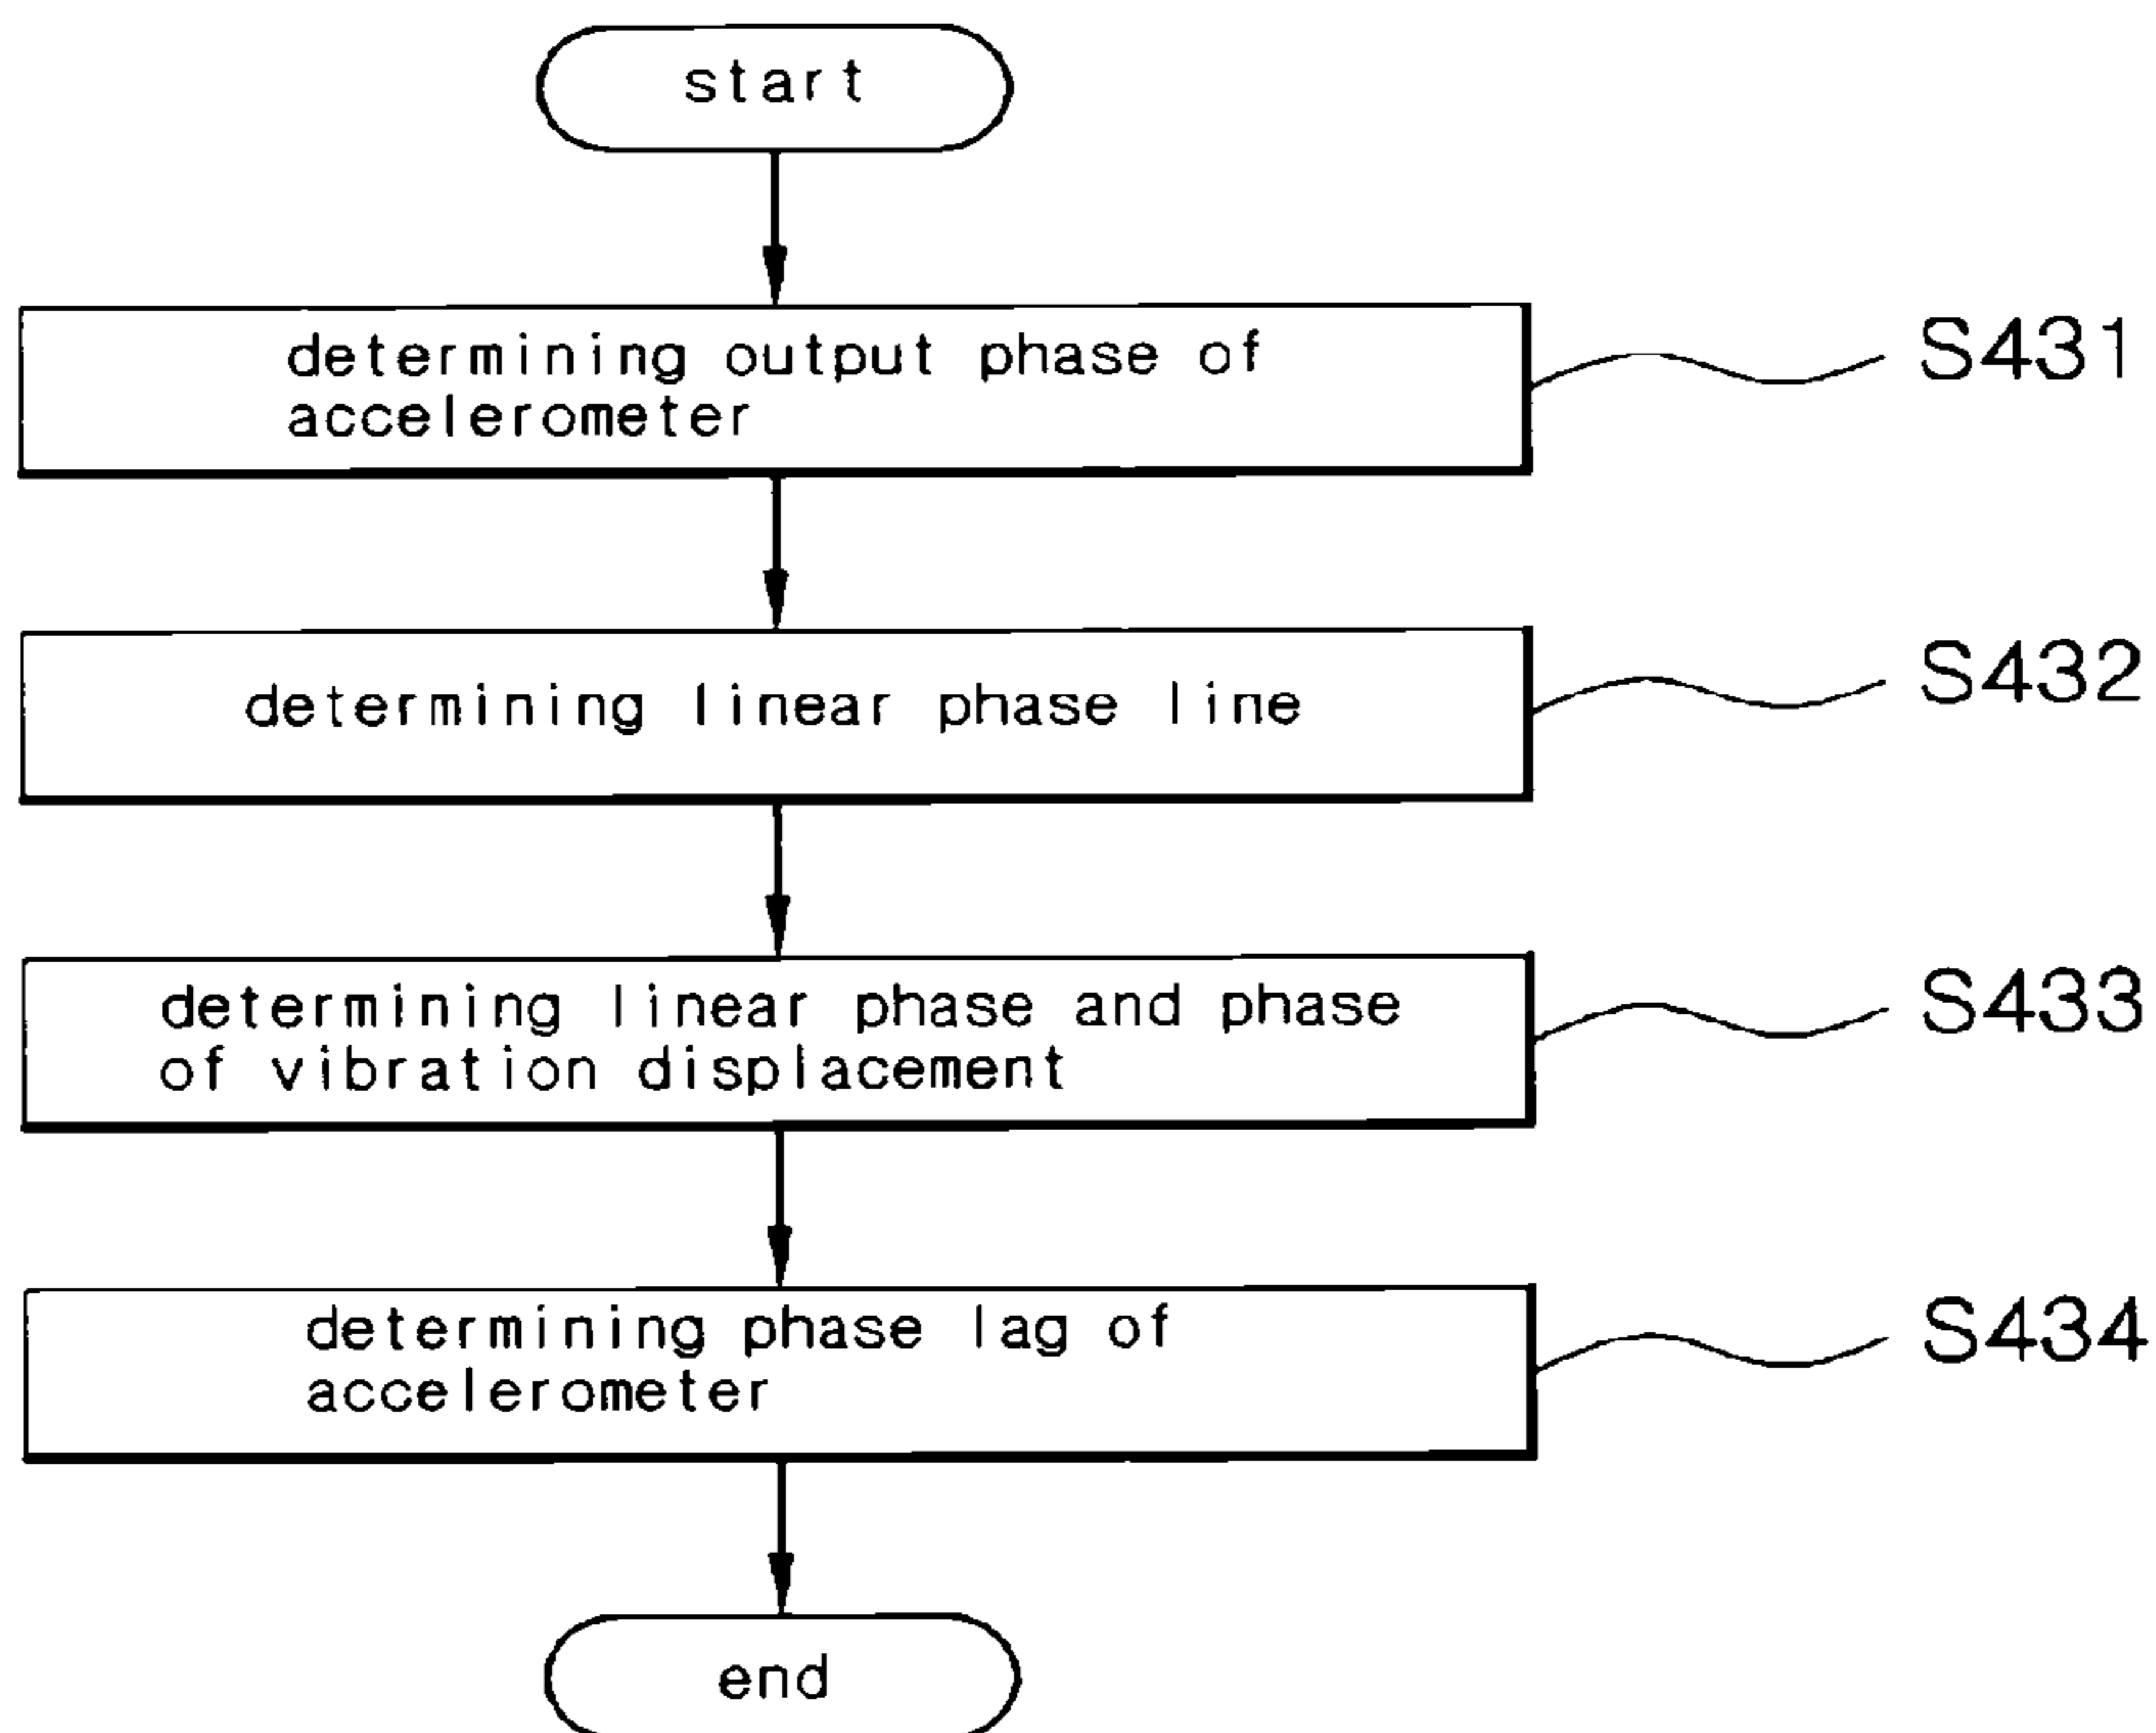 start
determining output phase of
accelerometer
S431
determining linear phase line
S432
determining linear phase and phase
of vibration displacement
S433
determining phase lag of
accelerometer
S434
end